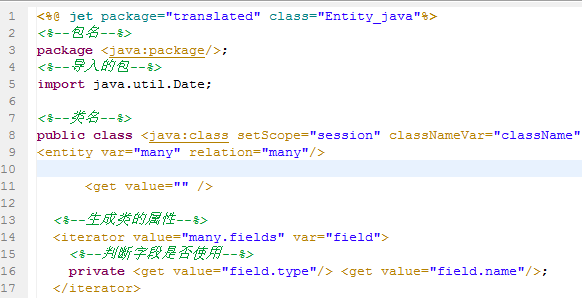 1 <%@ jet package="translated" class="Entity_java"%>
2 <%--包名--%>
3 package <java:package/>;
4 <%--导入的包--%>
5 import java.util.Date;
6
7 <%--类名--%>
8 public class <java:class setScope="session" classNameVar="className"
9 <entity var="many" relation="many"/>
10
11 <get value="" />
12
13 <%--生成类的属性--%>
14 <iterator value="many.fields" var="field">
15 <%--判断字段是否使用--%>
16 private <get value="field.type"/> <get value="field.name"/>;
17 </iterator>